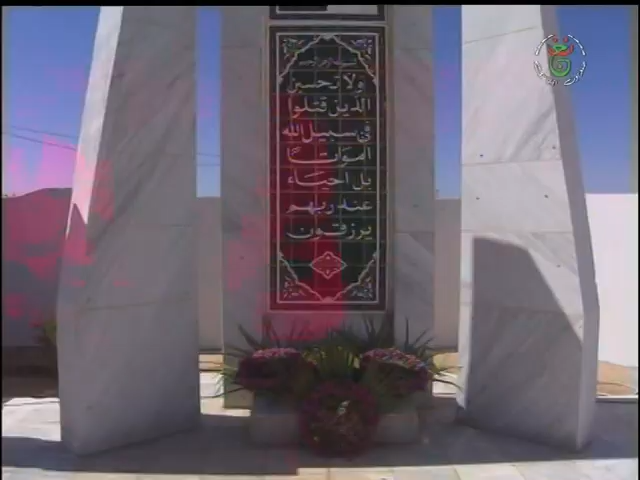 ولا تحسبن
الذين قتلوا
في سبيل الله
امواتا
بل احياء
عند ربهم
يرزقون